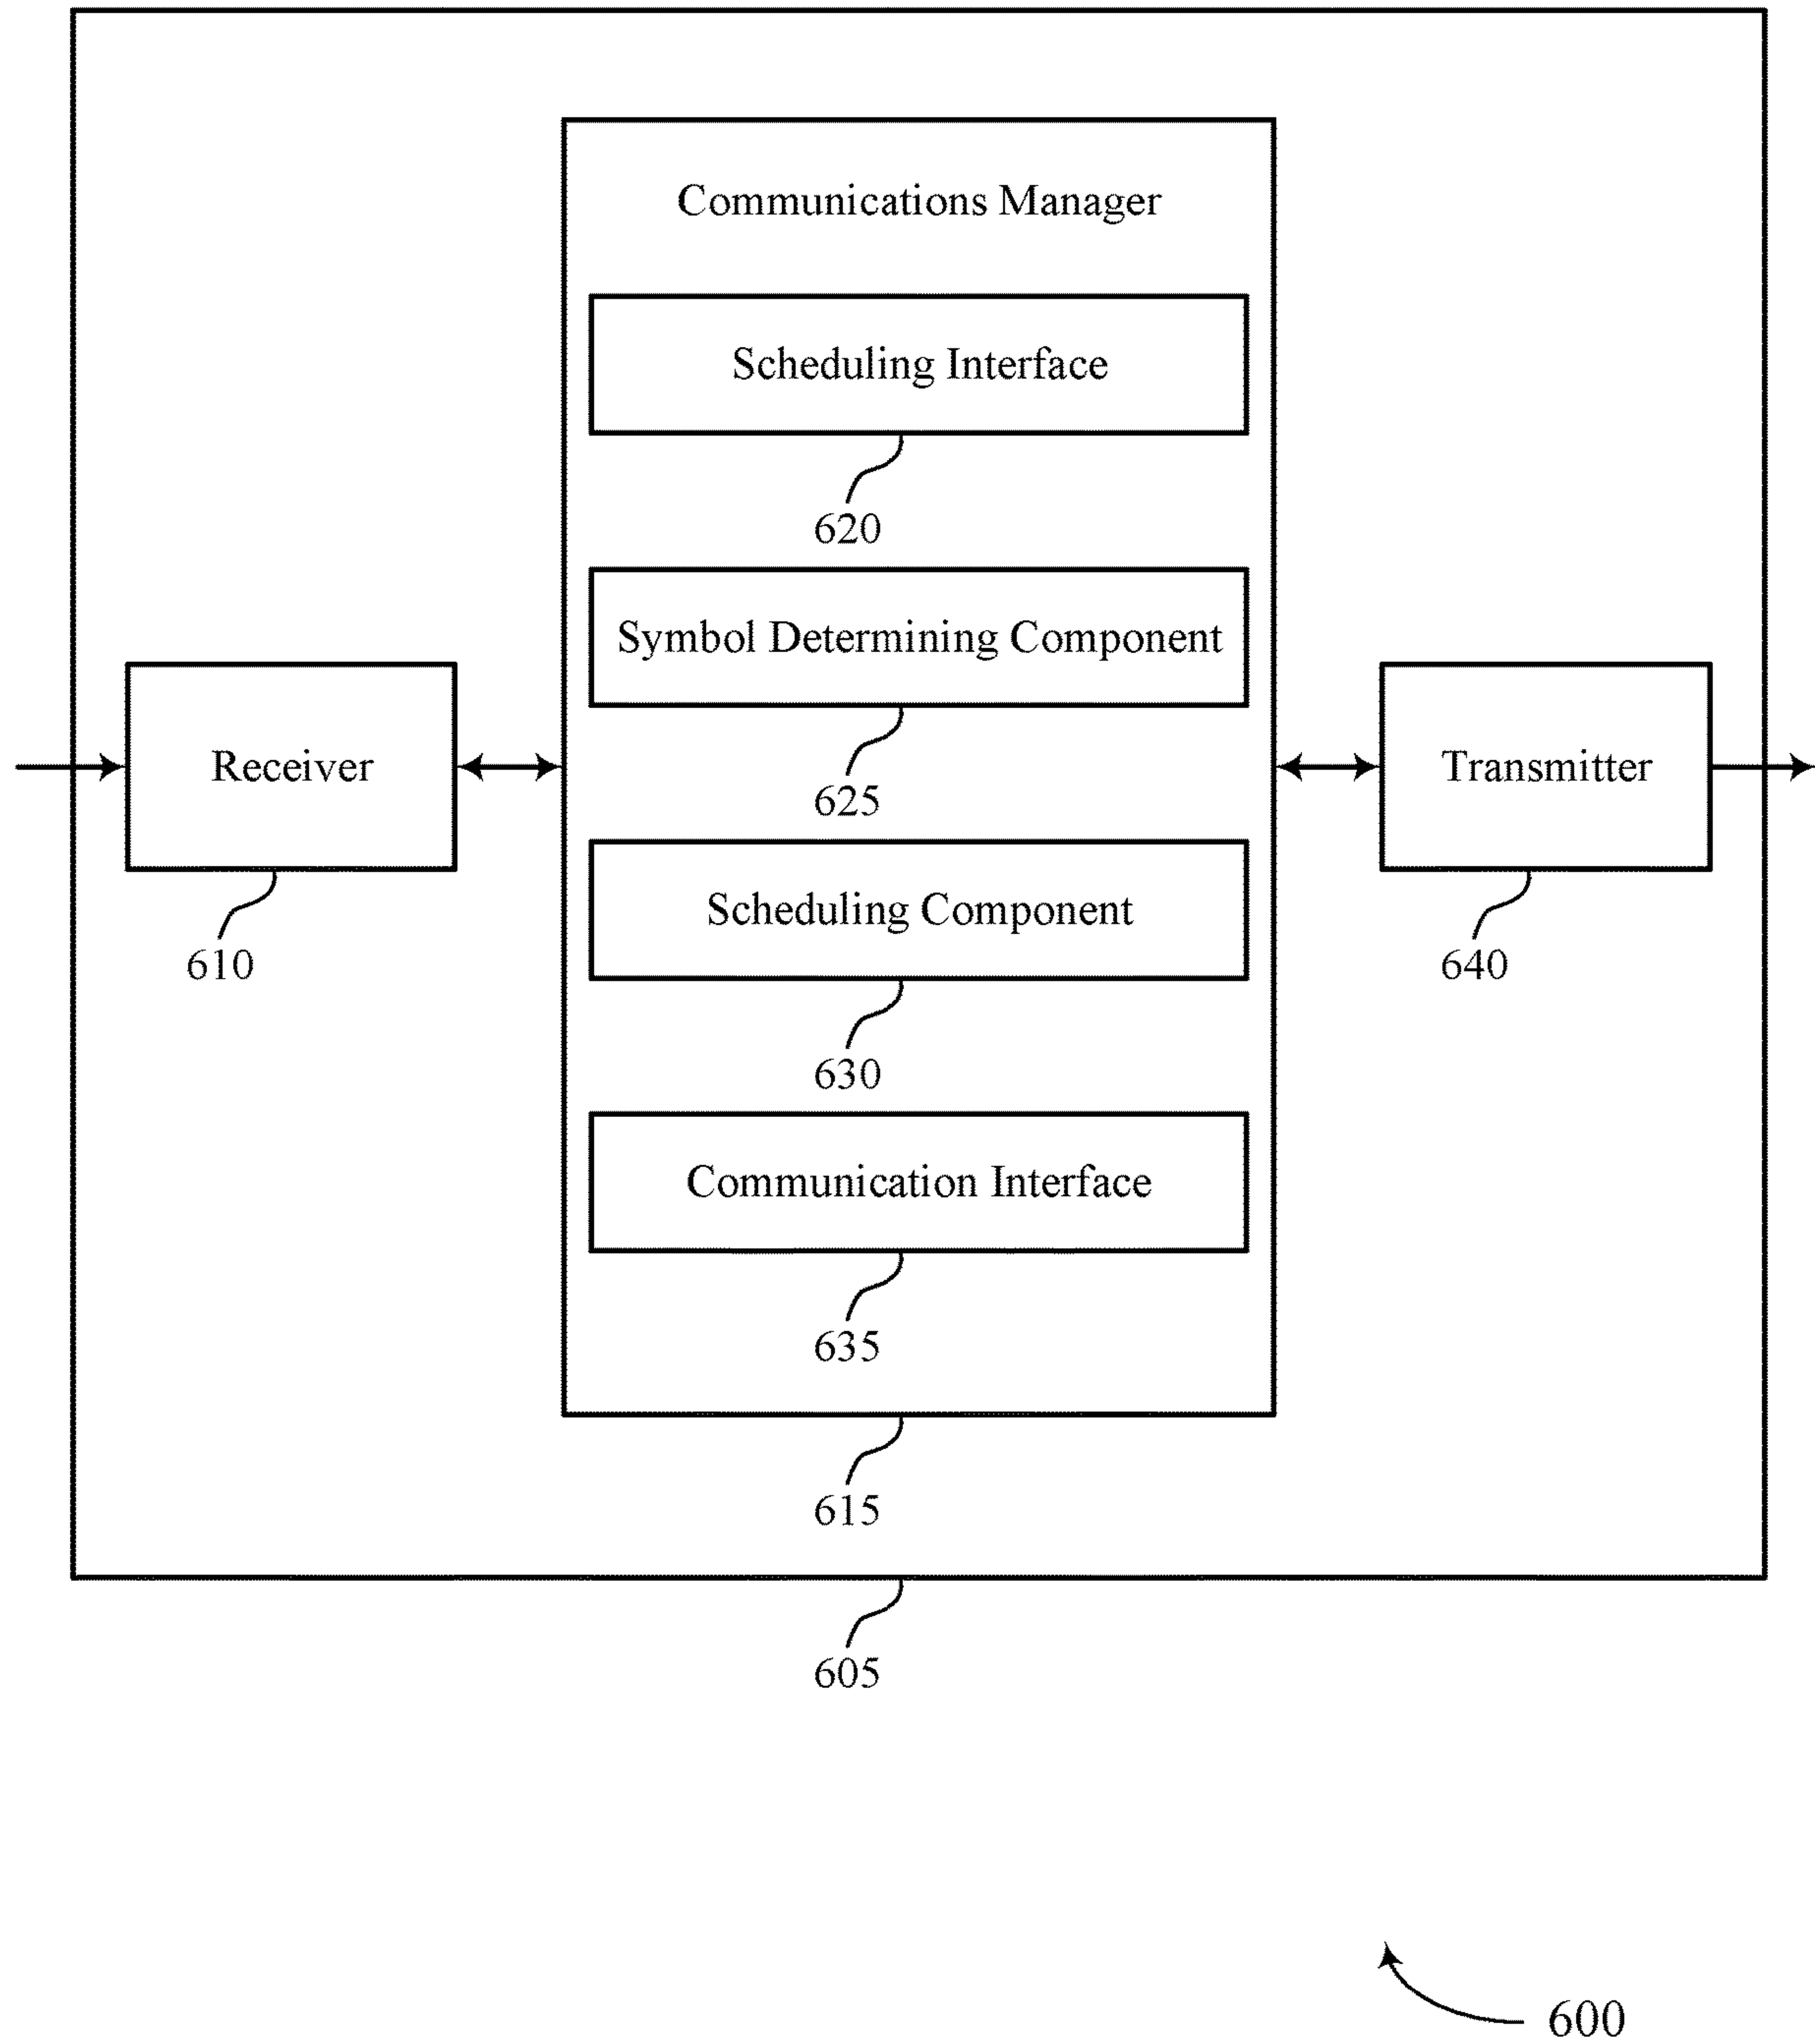 Communications Manager
Scheduling Interface
620
Symbol Determining Component
625
Receiver
610
Transmitter
640
Scheduling Component
630
Communication Interface
635
615
605
600